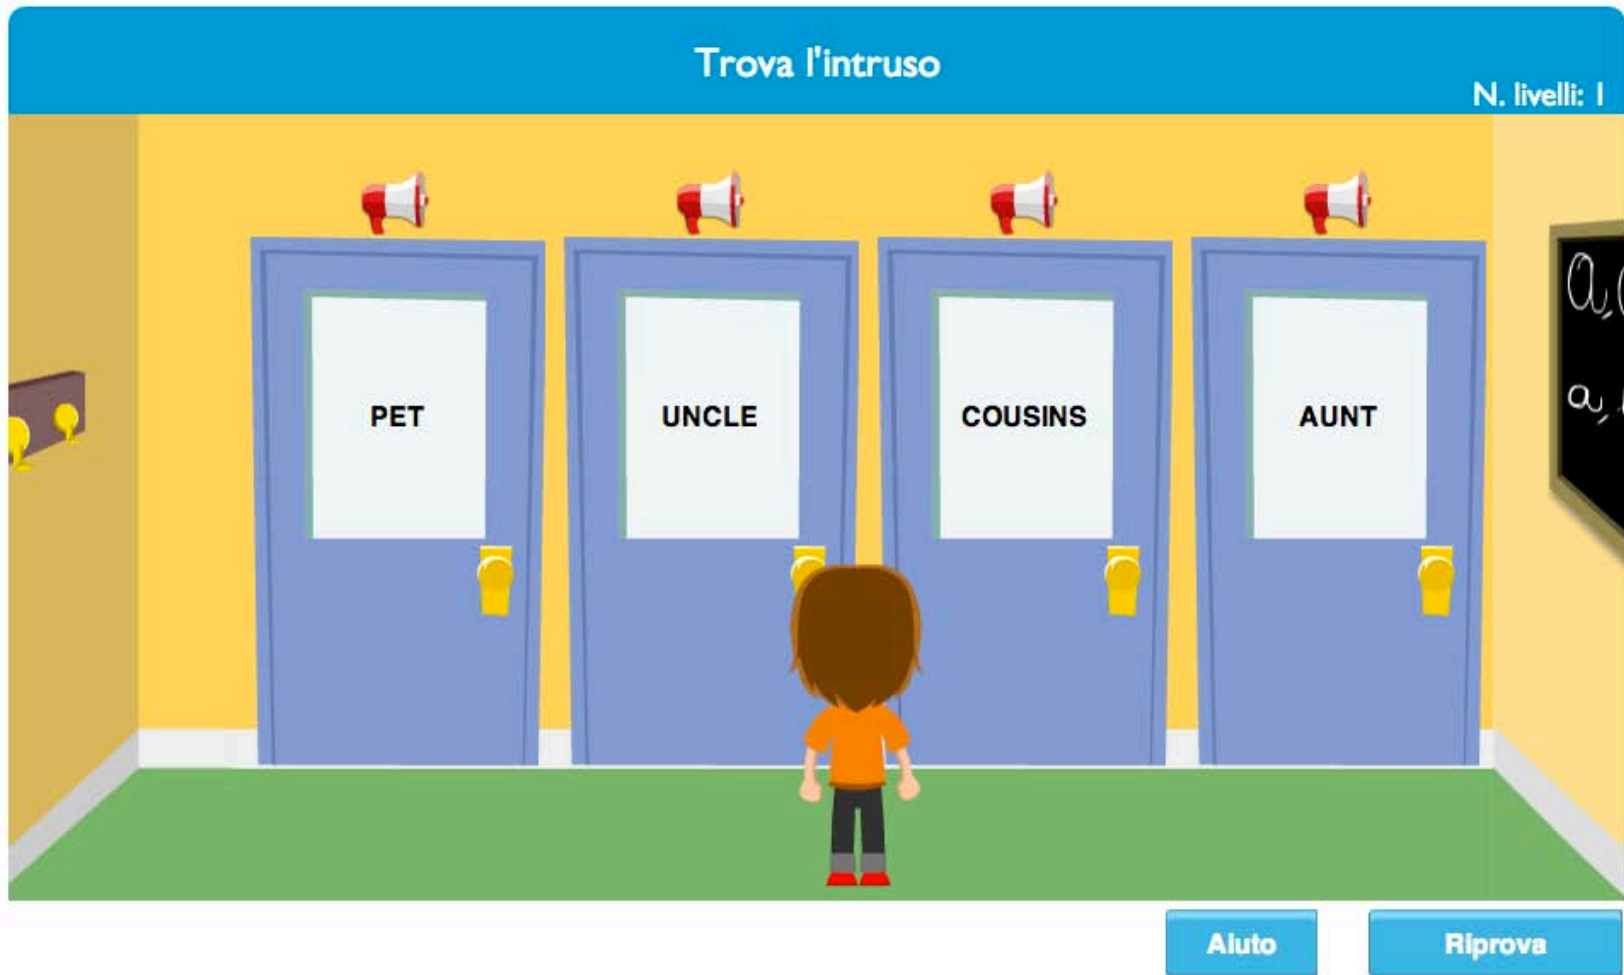 Trova l'intruso
N. livelli: 1
PET
UNCLE
COUSINS
AUNT
a,
a,
Aiuto
Riprova